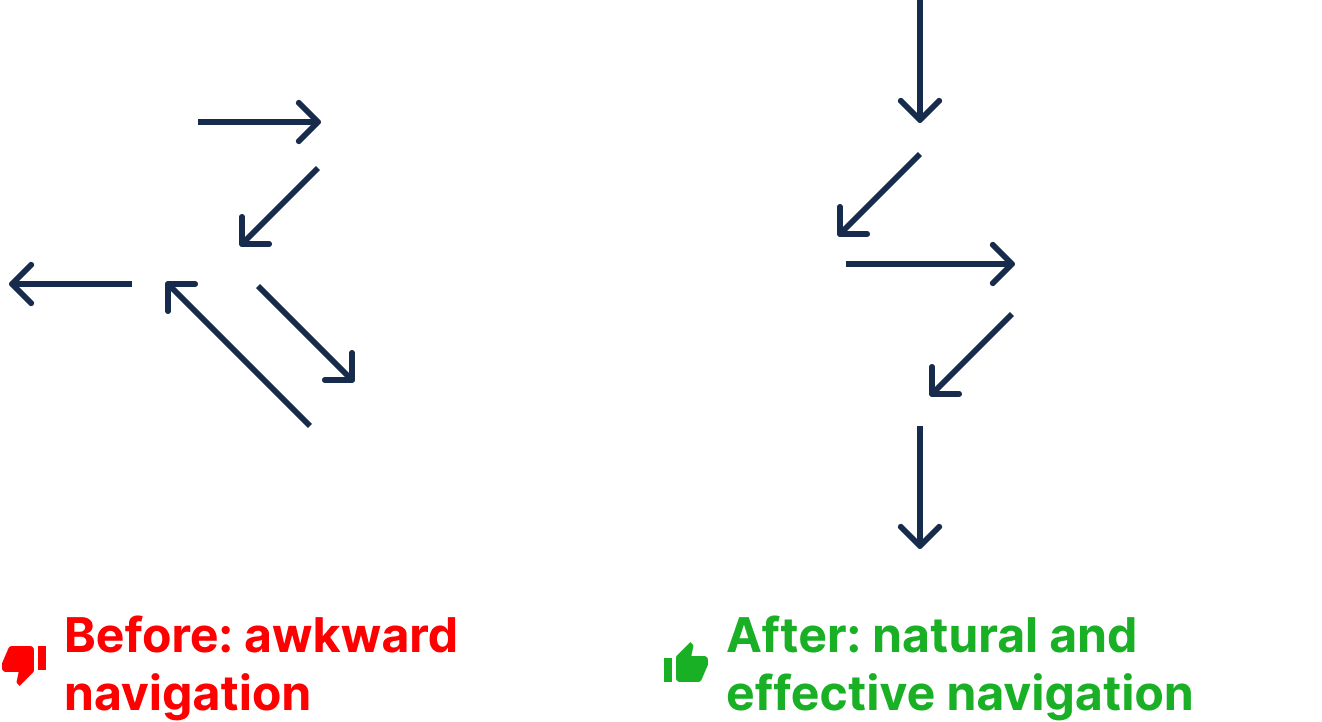 Before: awkward
navigation
After: natural and
effective navigation